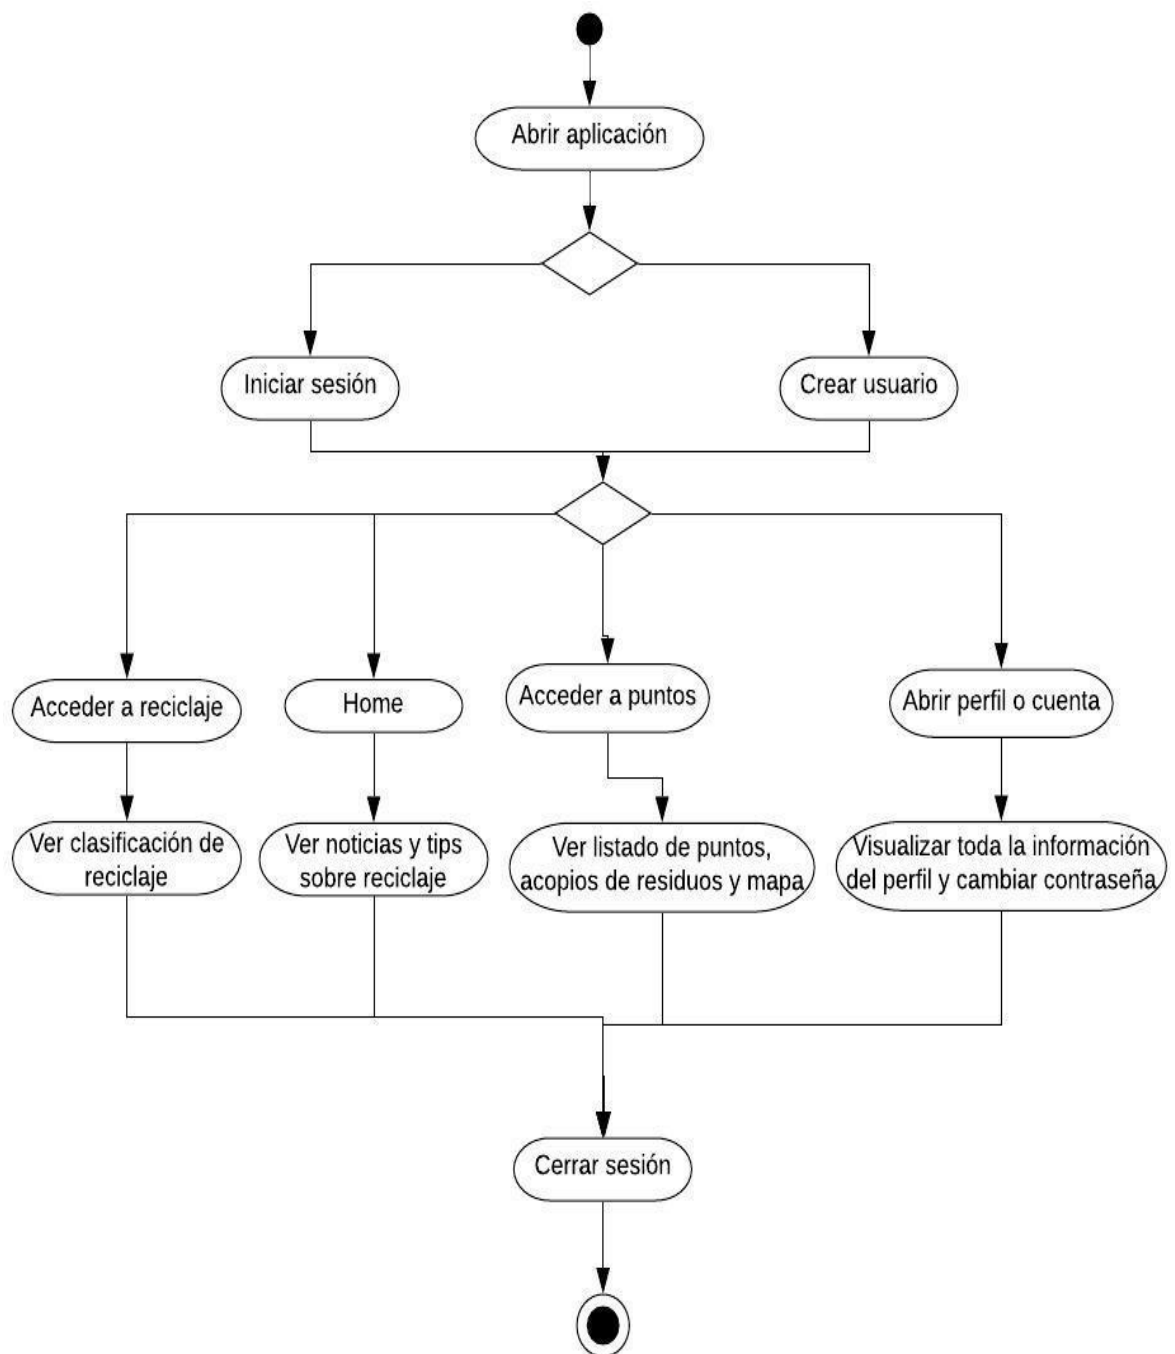 Abrir aplicación
Iniciar sesión
Crear usuario
Acceder a reciclaje
Home
Acceder a puntos
Abrir perfil o cuenta
Ver clasificación de
reciclaje
Ver noticias y tips
sobre reciclaje
Ver listado de puntos,
acopios de residuos y mapa
Visualizar toda la información
del perfil y cambiar contraseña
Cerrar sesión